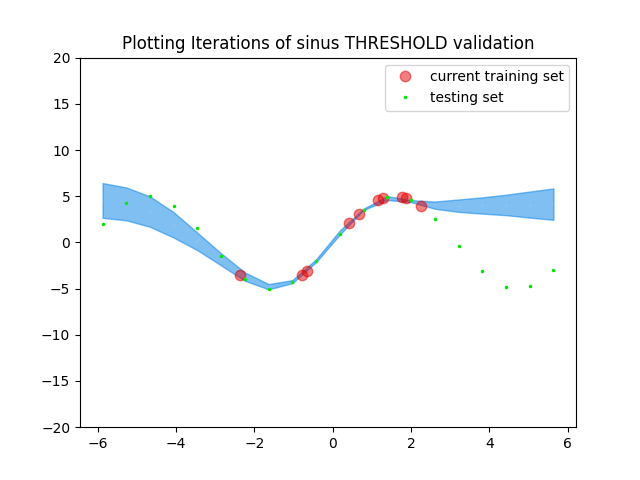 Plotting Iterations of sinus THRESHOLD validation
current training set
testing set
20
15
10
5
0
−5
−10
−15
−20
−6 −4 −2 0 2 4 6